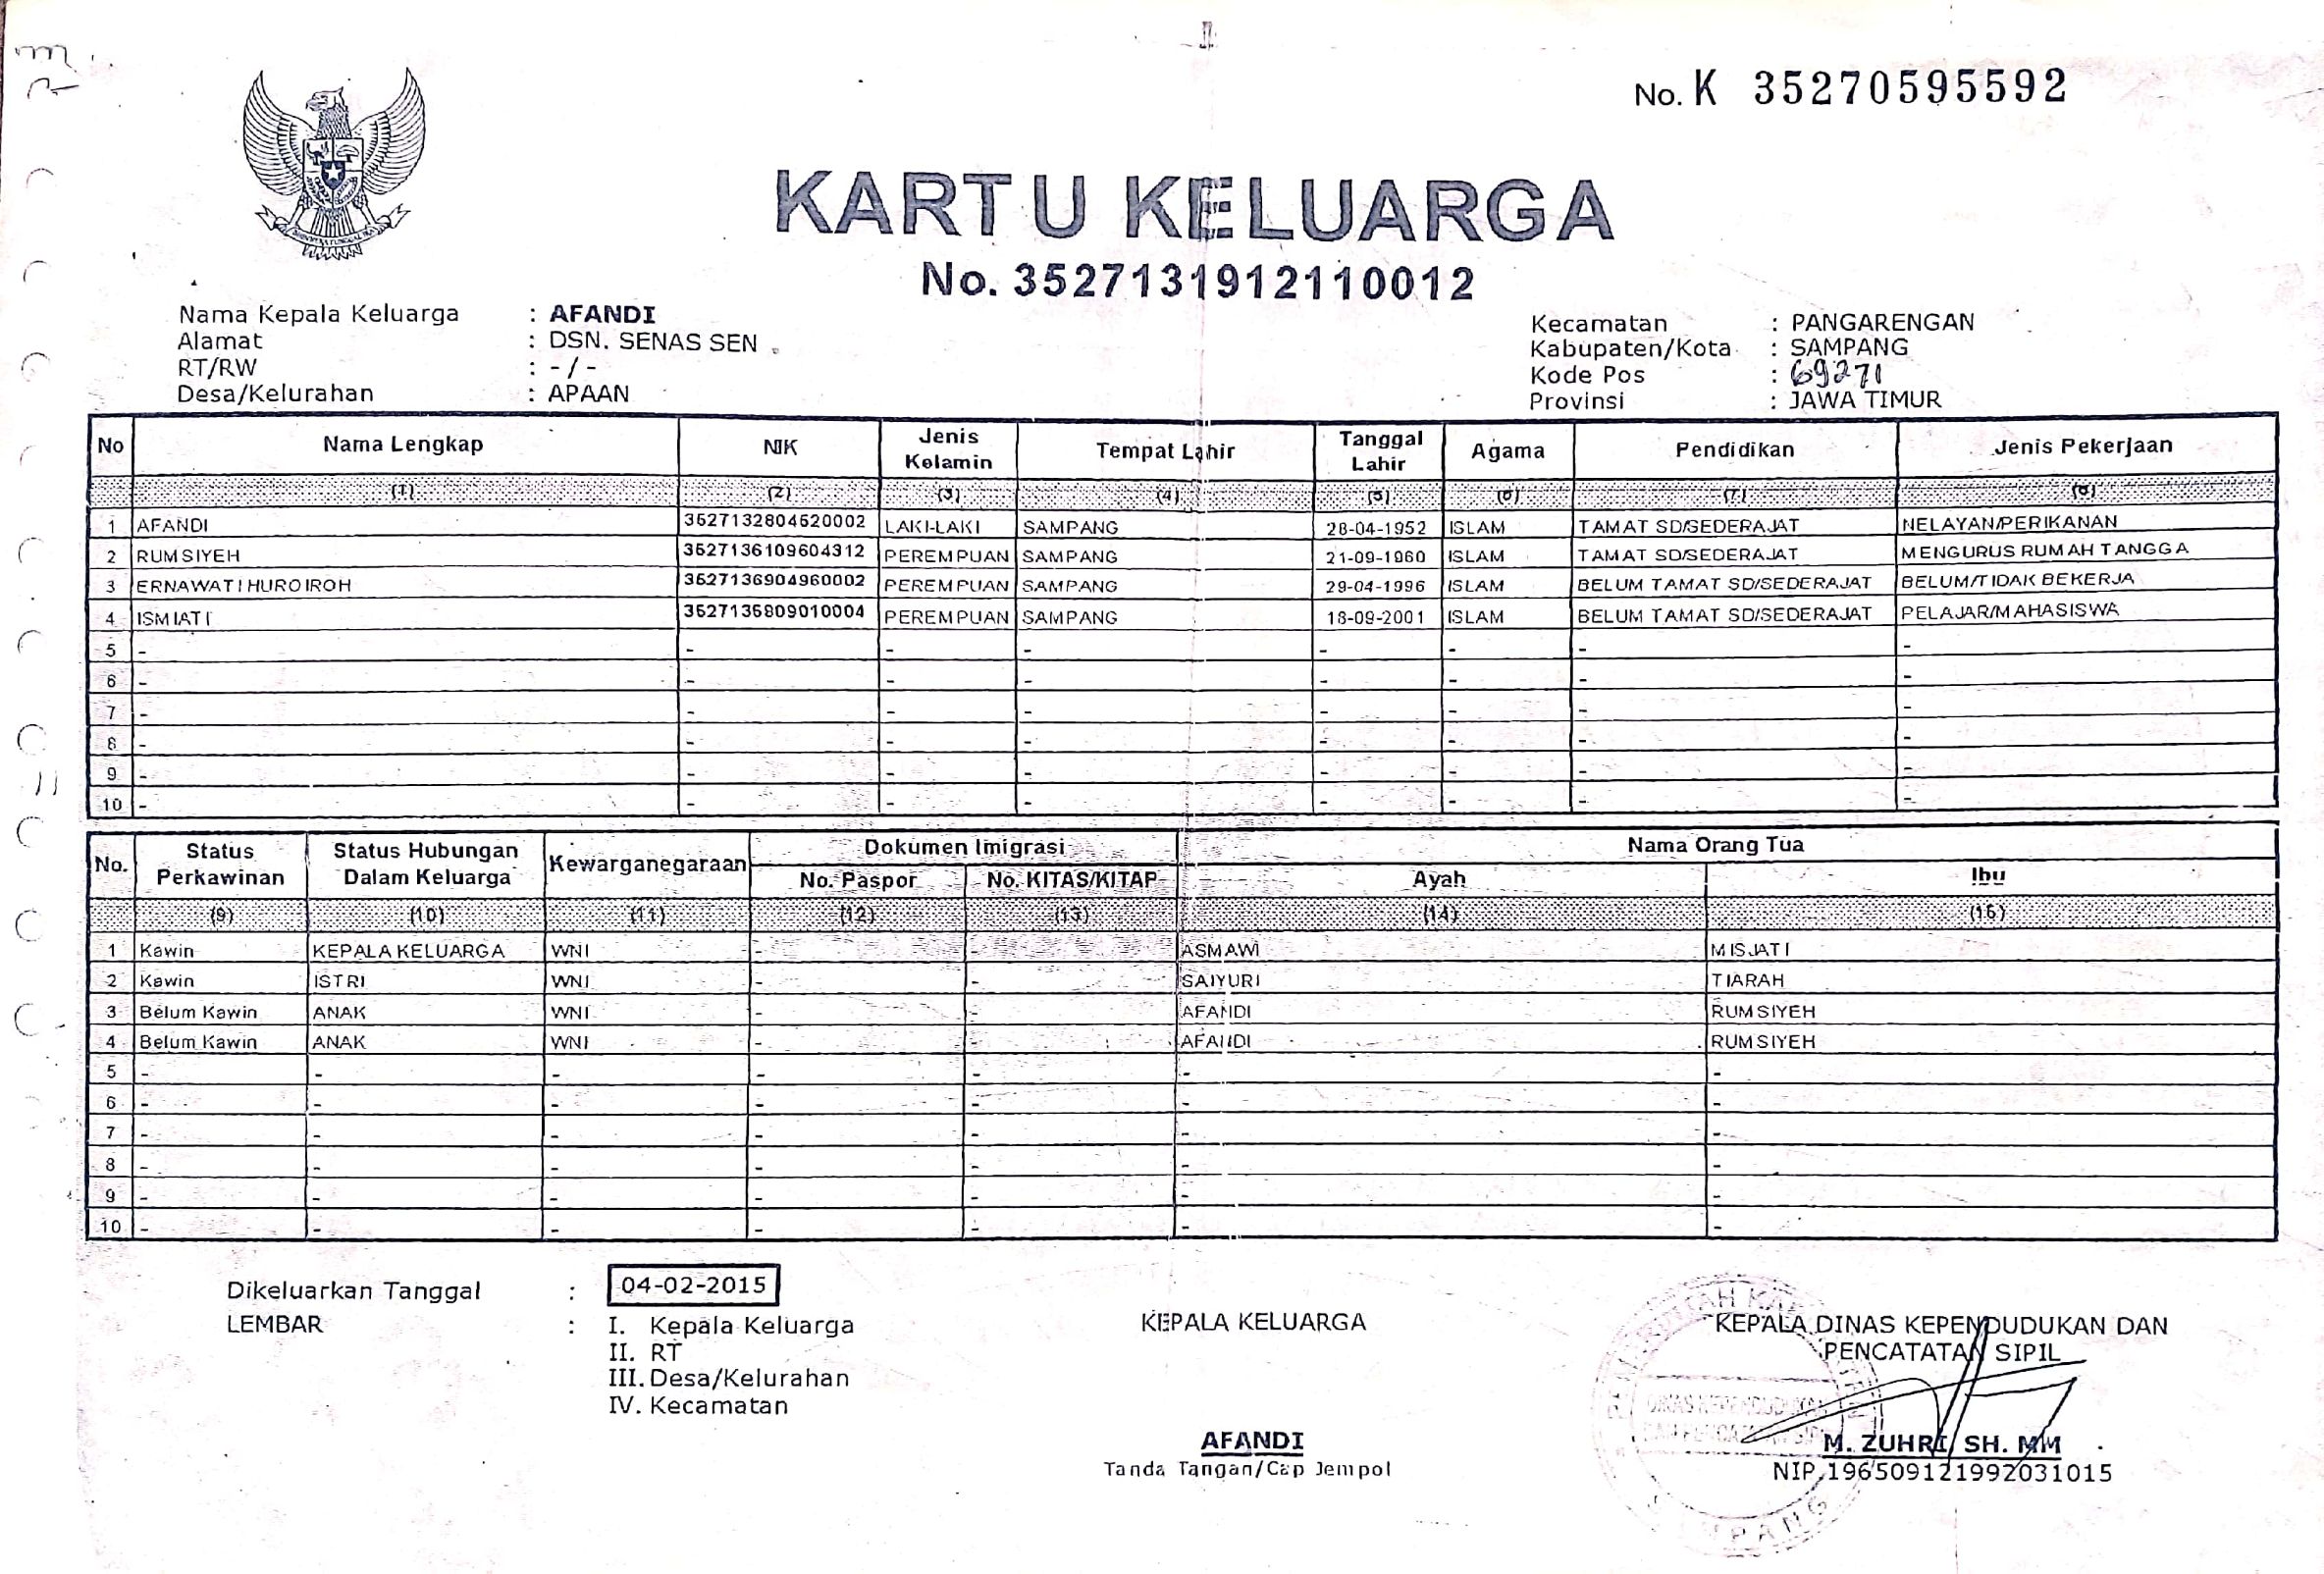 No. K 35270595592
KARTU KELUARGA
No. 3527131912110012
Nama Kepala Keluarga : AFANDI
Alamat : DSN. SENAS SEN
RT/RW : - / -
Desa/Kelurahan : APAAN
Kecamatan : PANGARENGAN
Kabupaten/Kota : SAMPANG
Kode Pos : 69271
Provinsi : JAWA TIMUR
No Nama Lengkap NIK Jenis Kelamin Tempat Lahir Tanggal Lahir Agama Pendidikan Jenis Pekerjaan
(1) (2) (3) (4) (5) (6) (7) (8)
1 AFANDI 3527132804520002 LAKI-LAKI SAMPANG 28-04-1952 ISLAM TAMAT SD/SEDERAJAT NELAYAN/PERIKANAN
2 RUMSIYEH 3527136109604312 PEREMPUAN SAMPANG 21-09-1960 ISLAM TAMAT SD/SEDERAJAT MENGURUS RUMAH TANGGA
3 ERNAWATI HUROIROH 3527136904960002 PEREMPUAN SAMPANG 29-04-1996 ISLAM BELUM TAMAT SD/SEDERAJAT BELUM/TIDAK BEKERJA
4 ISMIATI 3527135809010004 PEREMPUAN SAMPANG 18-09-2001 ISLAM BELUM TAMAT SD/SEDERAJAT PELAJAR/MAHASISWA
5 - - - - - - - -
6 - - - - - - - -
7 - - - - - - - -
8 - - - - - - - -
9 - - - - - - - -
10 - - - - - - - -
No. Status Perkawinan Status Hubungan Dalam Keluarga Kewarganegaraan Dokumen Imigrasi Nama Orang Tua
No. Paspor No. KITAS/KITAP Ayah Ibu
(9) (10) (11) (12) (13) (14) (15)
1 Kawin KEPALA KELUARGA WNI - - ASMAWI MISJATI
2 Kawin ISTRI WNI - - SAIYURI TIARAH
3 Belum Kawin ANAK WNI - - AFANDI RUMSIYEH
4 Belum Kawin ANAK WNI - - AFANDI RUMSIYEH
5 - - - - - - -
6 - - - - - - -
7 - - - - - - -
8 - - - - - - -
9 - - - - - - -
10 - - - - - - -
Dikeluarkan Tanggal : 04-02-2015
LEMBAR : I. Kepala Keluarga
II. RT
III. Desa/Kelurahan
IV. Kecamatan
KEPALA KELUARGA
AFANDI
Tanda Tangan/Cap Jempol
KEPALA DINAS KEPENDUDUKAN DAN
PENCATATAN SIPIL
M. ZUHRI, SH. MM
NIP.196509121992031015